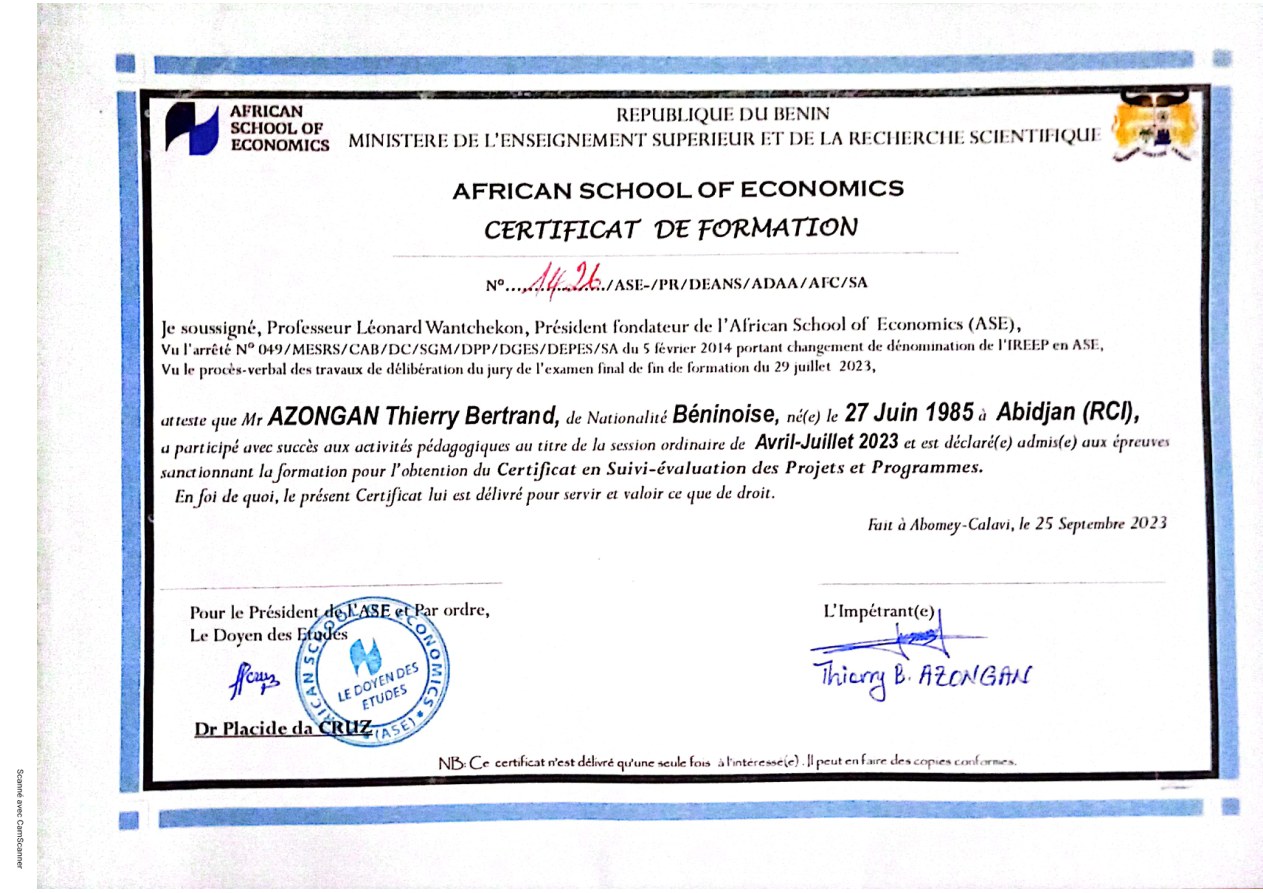 AFRICAN
SCHOOL OF
ECONOMICS
REPUBLIQUE DU BENIN
MINISTERE DE L'ENSEIGNEMENT SUPERIEUR ET DE LA RECHERCHE SCIENTIFIQUE
AFRICAN SCHOOL OF ECONOMICS
CERTIFICAT DE FORMATION
N°....1426../ASE-/PR/DEANS/ADAA/AFC/SA
Je soussigné, Professeur Léonard Wantchekon, Président fondateur de l'African School of Economics (ASE),
Vu l'arrêté N° 049/MESRS/CAB/DC/SGM/DPP/DGES/DEPES/SA du 5 février 2014 portant changement de dénomination de l'IREEP en ASE,
Vu le procès-verbal des travaux de délibération du jury de l'examen final de fin de formation du 29 juillet 2023,
atteste que Mr AZONGAN Thierry Bertrand, de Nationalité Béninoise, né(e) le 27 Juin 1985 à Abidjan (RCI),
a participé avec succès aux activités pédagogiques au titre de la session ordinaire de Avril-Juillet 2023 et est déclaré(e) admis(e) aux épreuves
sanctionnant la formation pour l'obtention du Certificat en Suivi-évaluation des Projets et Programmes.
En foi de quoi, le présent Certificat lui est délivré pour servir et valoir ce que de droit.
Fait à Abomey-Calavi, le 25 Septembre 2023
Pour le Président de l'ASE et Par ordre,
Le Doyen des Etudes
L'Impétrant(e)
AFRICAN SCHOOL OF ECONOMICS
LE DOYEN DES
ETUDES
(ASE)
Thierry B. AZONGAN
Dr Placide da CRUZ
NB: Ce certificat n'est délivré qu'une seule fois à l'intéressé(e). Il peut en faire des copies conformes.
Scanné avec CamScanner